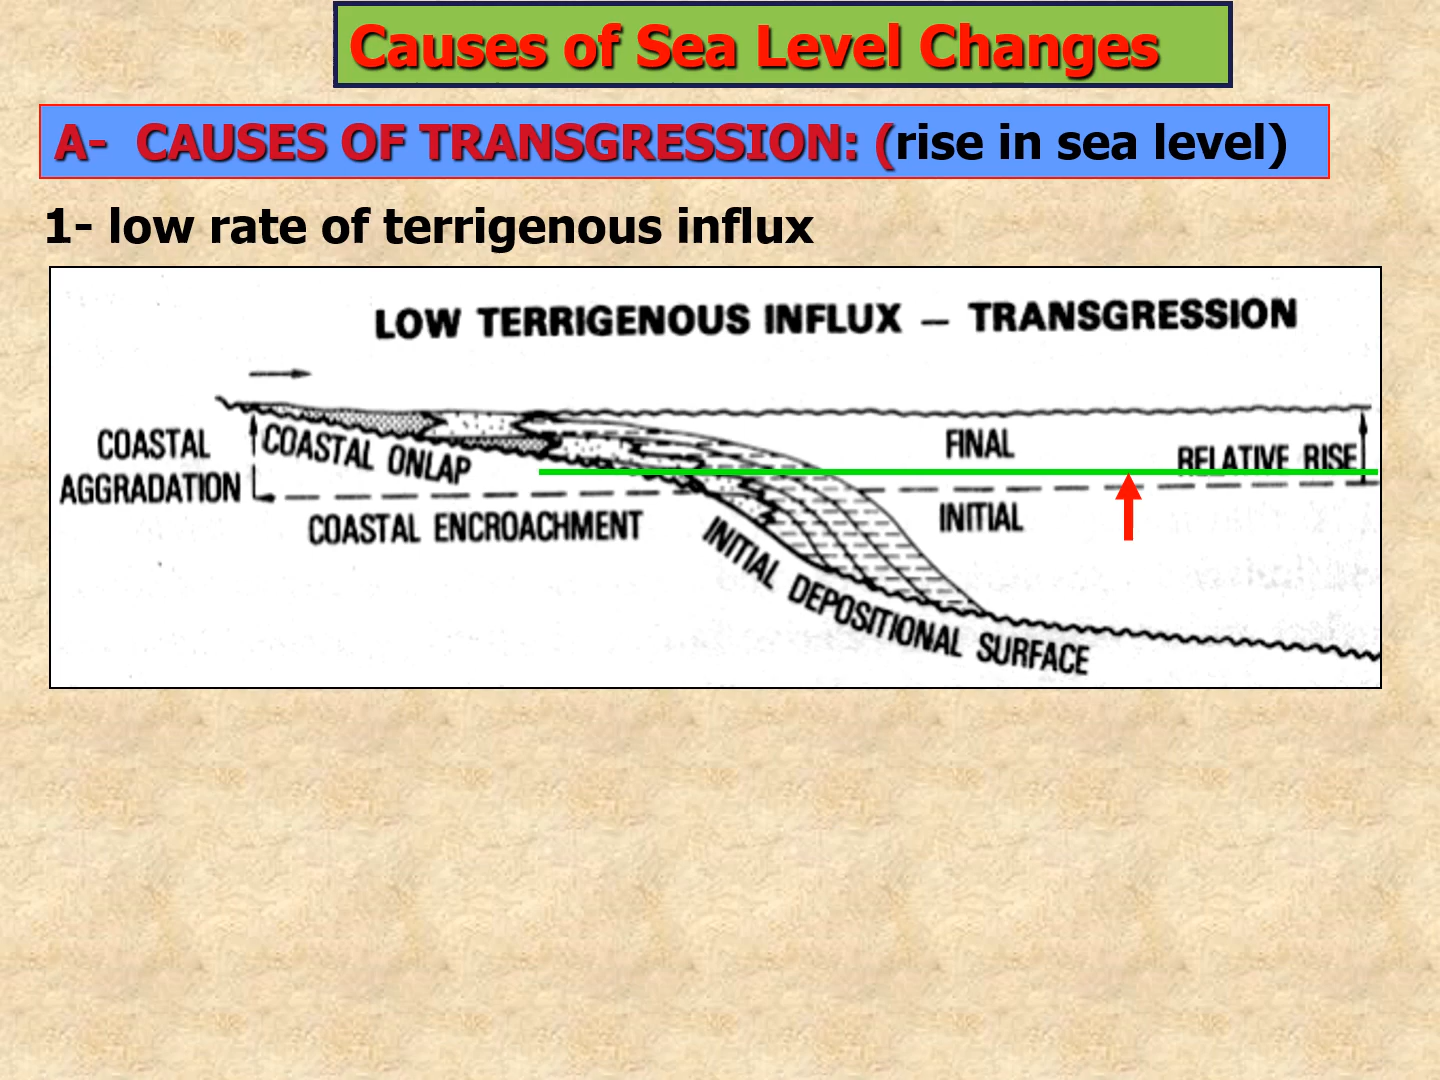 Causes of Sea Level Changes
A- CAUSES OF TRANSGRESSION: (rise in sea level)
1- low rate of terrigenous influx
LOW TERRIGENOUS INFLUX – TRANSGRESSION
COASTAL
AGGRADATION
COASTAL ONLAP
FINAL
RELATIVE RISE
COASTAL ENCROACHMENT
INITIAL
INITIAL DEPOSITIONAL SURFACE